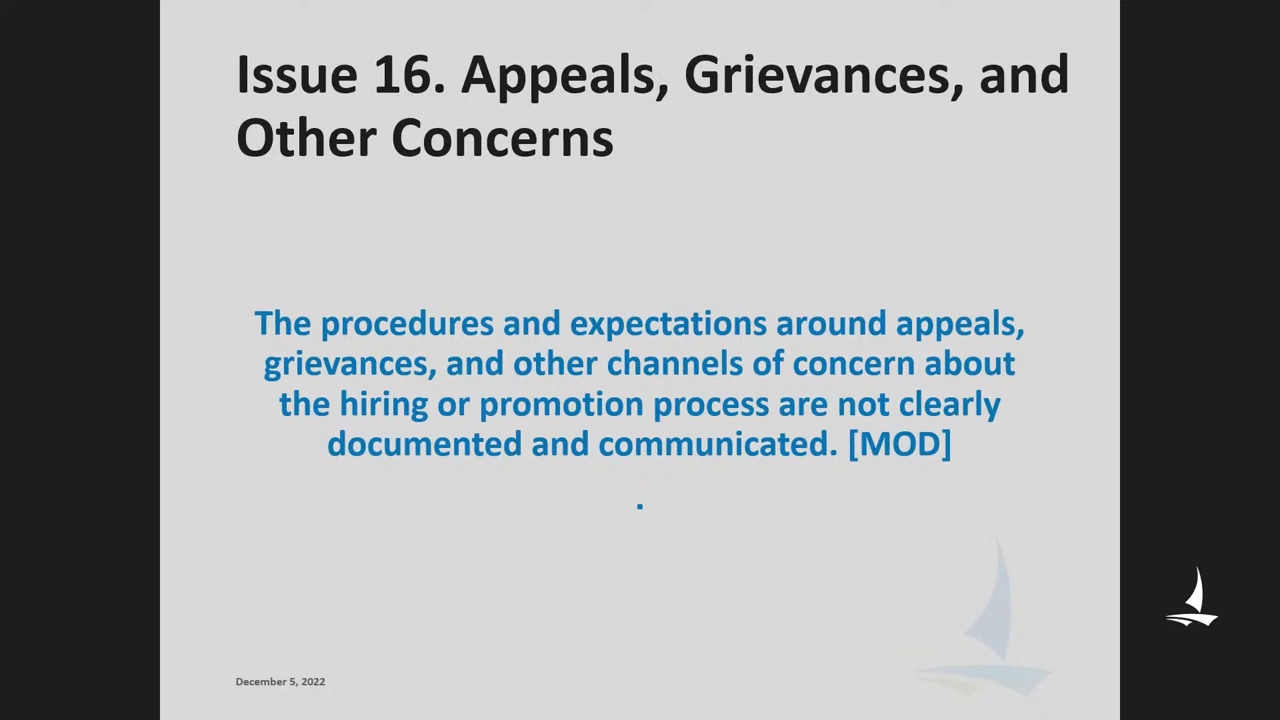 Issue 16. Appeals, Grievances, and
Other Concerns
The procedures and expectations around appeals,
grievances, and other channels of concern about
the hiring or promotion process are not clearly
documented and communicated. [MOD]
.
December 5, 2022